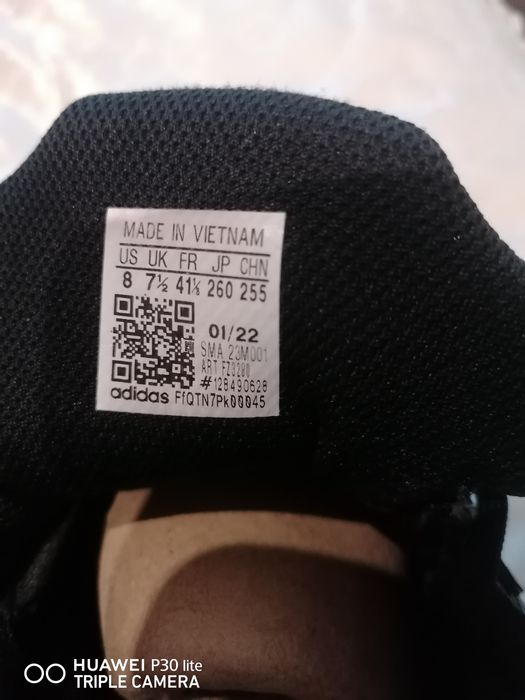 MADE IN VIETNAM
US UK FR JP CHN
8 7½ 41⅓ 260 255
01/22
SMA 23M001
ART
#128490628
adidas FfQTN7Pk00045
HUAWEI P30 lite
TRIPLE CAMERA